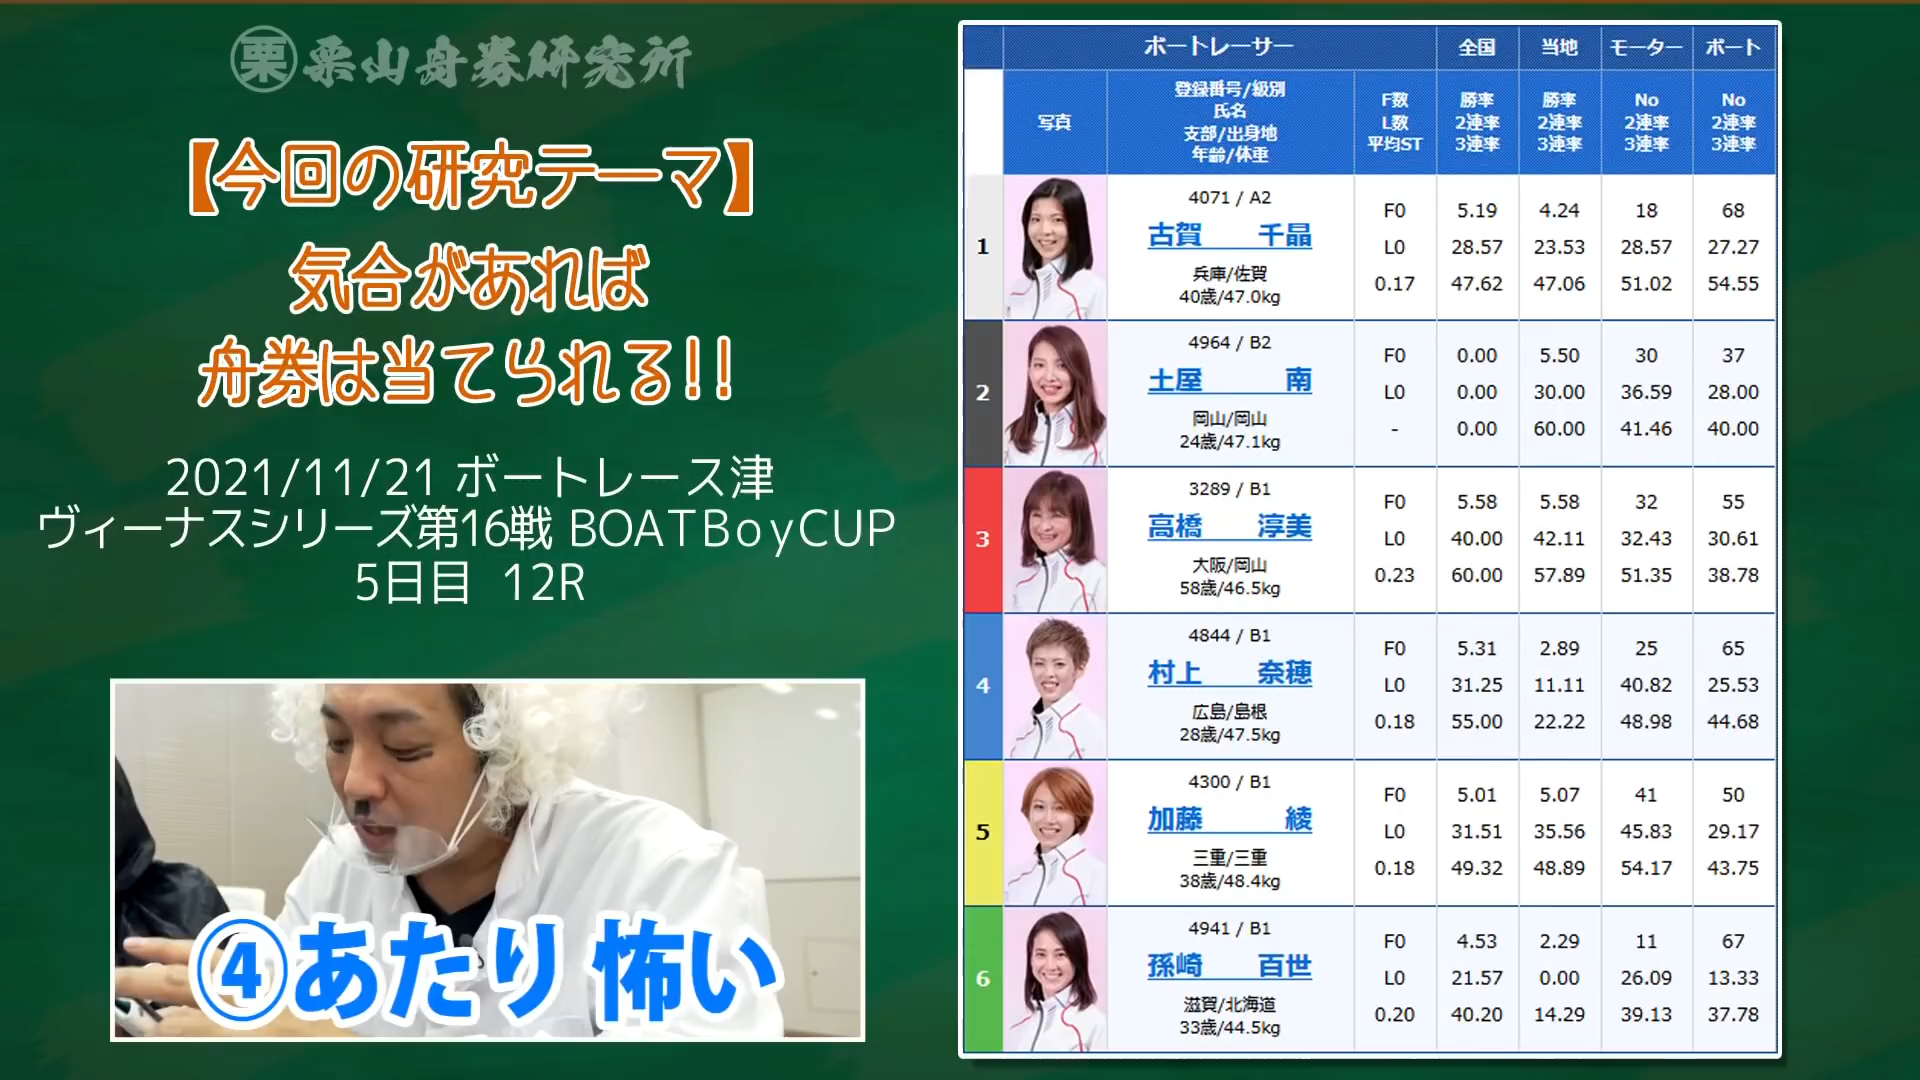 栗 栗山舟券研究所
【今回の研究テーマ】
気合があれば
舟券は当てられる!!
2021/11/21 ボートレース津
ヴィーナスシリーズ第16戦 BOATBoyCUP
5日目 12R
④あたり 怖い
ボートレーサー 全国 当地 モーター ボート
写真
登録番号/級別
氏名
支部/出身地
年齢/体重
F数
L数
平均ST
勝率
2連率
3連率
勝率
2連率
3連率
No
2連率
3連率
No
2連率
3連率
1
4071 / A2
古賀 千晶
兵庫/佐賀
40歳/47.0kg
F0 5.19 4.24 18 68
L0 28.57 23.53 28.57 27.27
0.17 47.62 47.06 51.02 54.55
2
4964 / B2
土屋 南
岡山/岡山
24歳/47.1kg
F0 0.00 5.50 30 37
L0 0.00 30.00 36.59 28.00
- 0.00 60.00 41.46 40.00
3
3289 / B1
高橋 淳美
大阪/岡山
58歳/46.5kg
F0 5.58 5.58 32 55
L0 40.00 42.11 32.43 30.61
0.23 60.00 57.89 51.35 38.78
4
4844 / B1
村上 奈穂
広島/島根
28歳/47.5kg
F0 5.31 2.89 25 65
L0 31.25 11.11 40.82 25.53
0.18 55.00 22.22 48.98 44.68
5
4300 / B1
加藤 綾
三重/三重
38歳/48.4kg
F0 5.01 5.07 41 50
L0 31.51 35.56 45.83 29.17
0.18 49.32 48.89 54.17 43.75
6
4941 / B1
孫崎 百世
滋賀/北海道
33歳/44.5kg
F0 4.53 2.29 11 67
L0 21.57 0.00 26.09 13.33
0.20 40.20 14.29 39.13 37.78